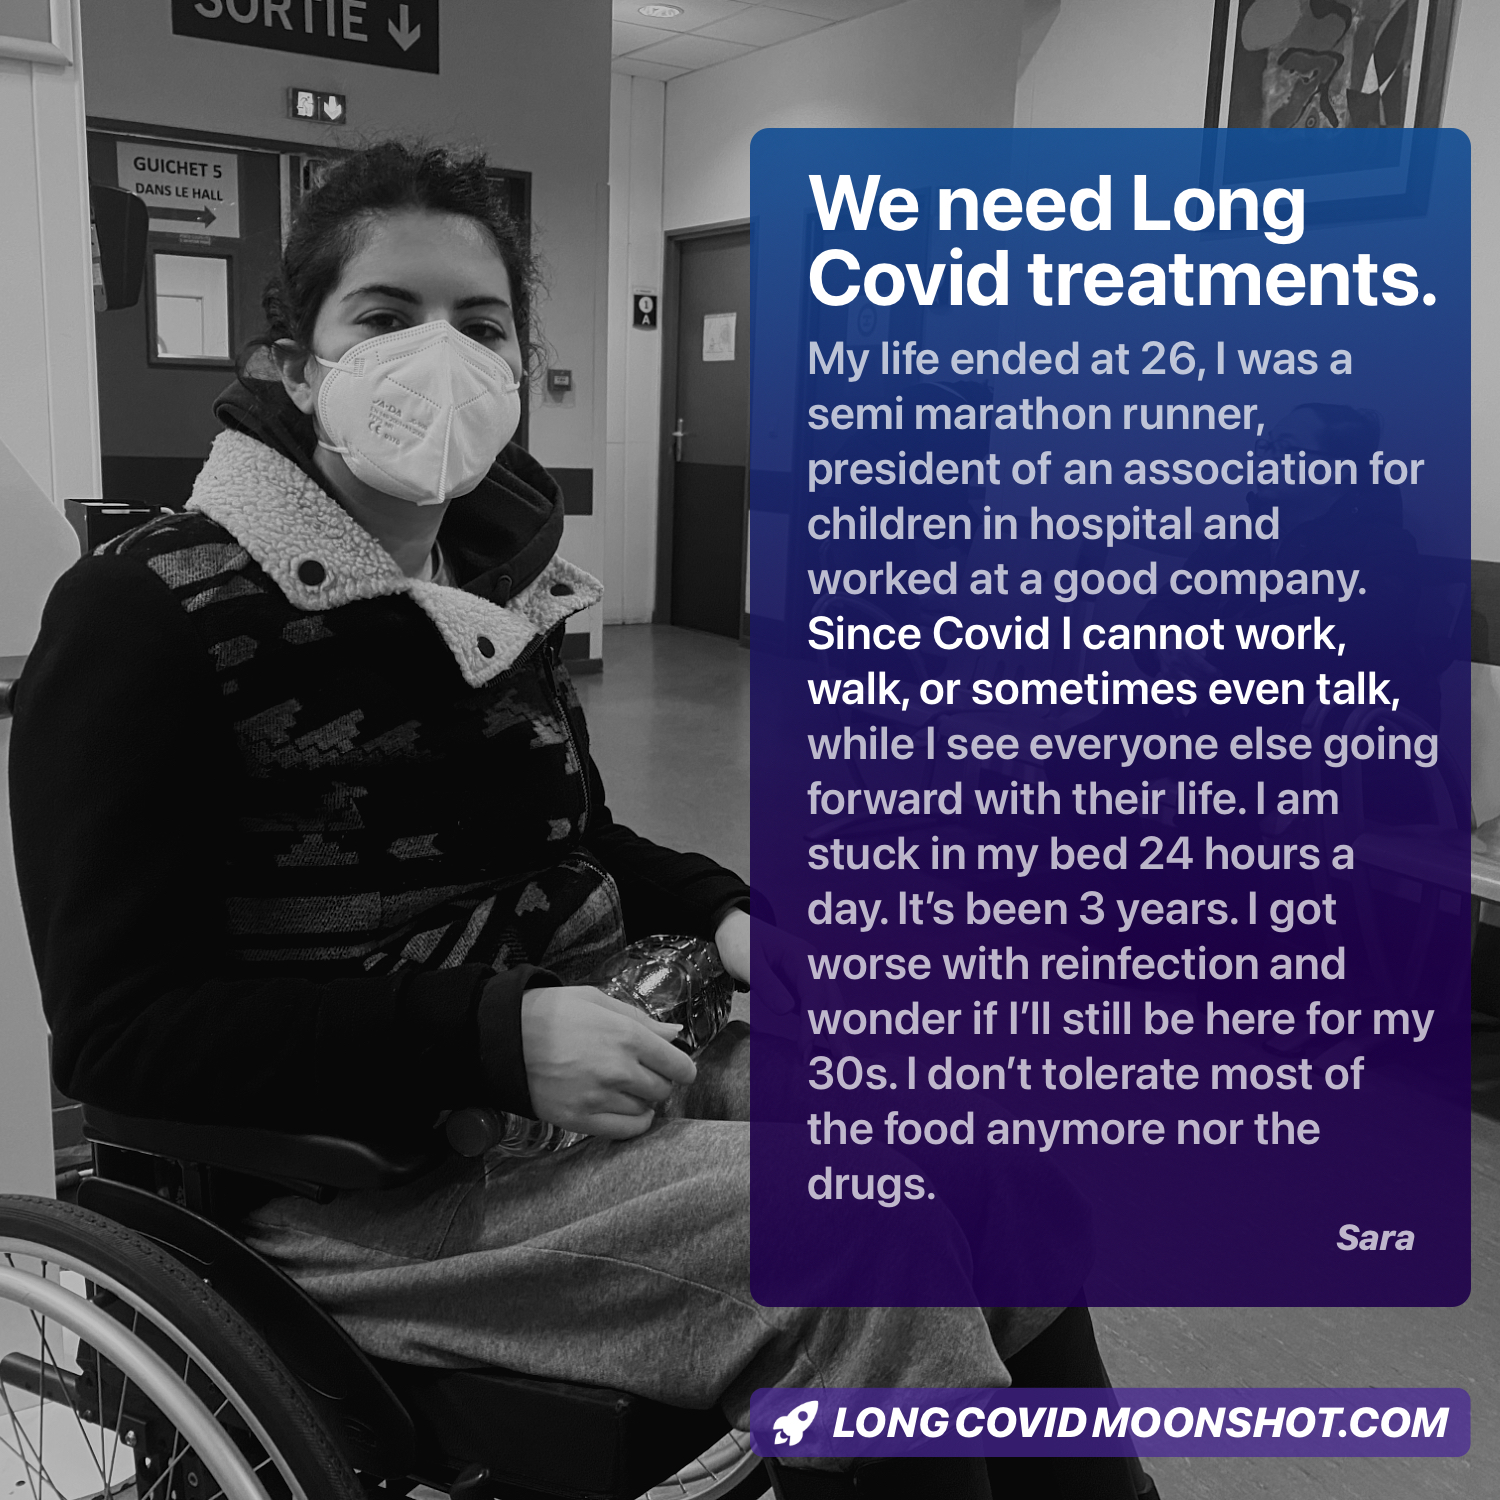 SORTIE
GUICHET 5
DANS LE HALL
1
A
We need Long
Covid treatments.
My life ended at 26, I was a
semi marathon runner,
president of an association for
children in hospital and
worked at a good company.
Since Covid I cannot work,
walk, or sometimes even talk,
while I see everyone else going
forward with their life. I am
stuck in my bed 24 hours a
day. It’s been 3 years. I got
worse with reinfection and
wonder if I’ll still be here for my
30s. I don’t tolerate most of
the food anymore nor the
drugs.
Sara
LONG COVID MOONSHOT.COM